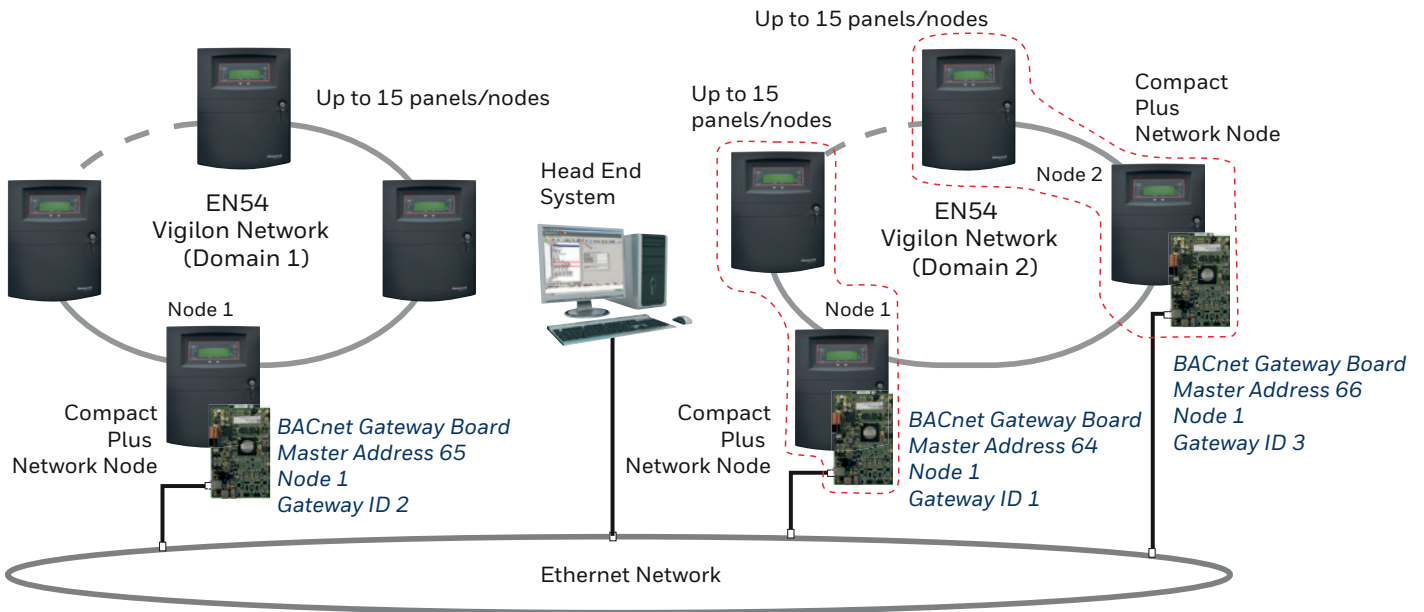 Up to 15 panels/nodes
EN54
Vigilon Network
(Domain 1)
Node 1
Compact
Plus
Network Node
BACnet Gateway Board
Master Address 65
Node 1
Gateway ID 2
Head End
System
Up to 15 panels/nodes
Up to 15
panels/nodes
Compact
Plus
Network Node
Node 2
EN54
Vigilon Network
(Domain 2)
Node 1
Compact
Plus
Network Node
BACnet Gateway Board
Master Address 64
Node 1
Gateway ID 1
BACnet Gateway Board
Master Address 66
Node 1
Gateway ID 3
Ethernet Network